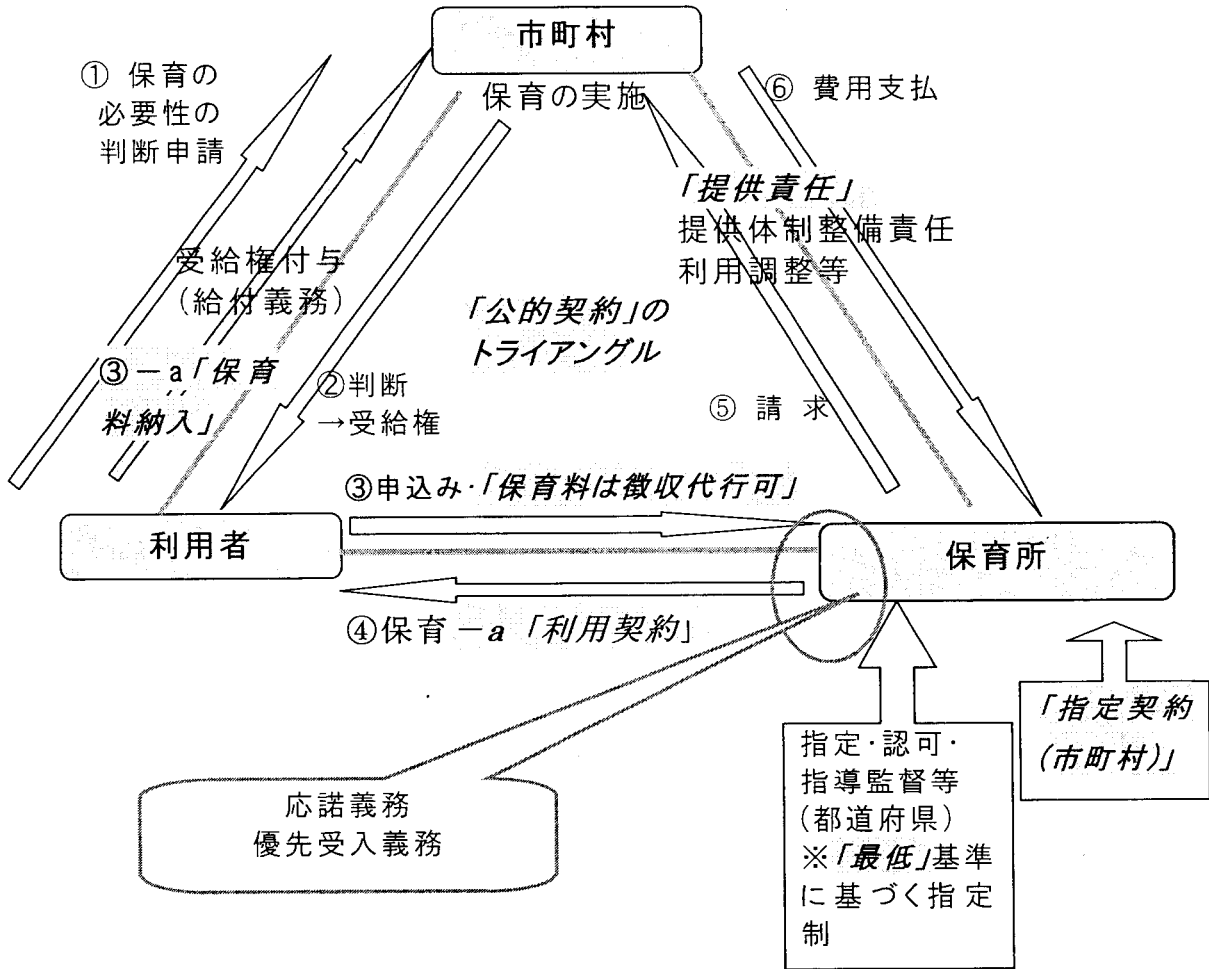 市町村
保育の実施
① 保育の
必要性の
判断申請
⑥ 費用支払
「提供責任」
提供体制整備責任
利用調整等
受給権付与
(給付義務)
「公的契約」の
トライアングル
③－a「保育
料納入」
②判断
→受給権
⑤ 請求
③申込み・「保育料は徴収代行可」
利用者
保育所
④保育－a「利用契約」
「指定契約
(市町村)」
指定・認可・
指導監督等
(都道府県)
※「最低」基準
に基づく指定
制
応諾義務
優先受入義務